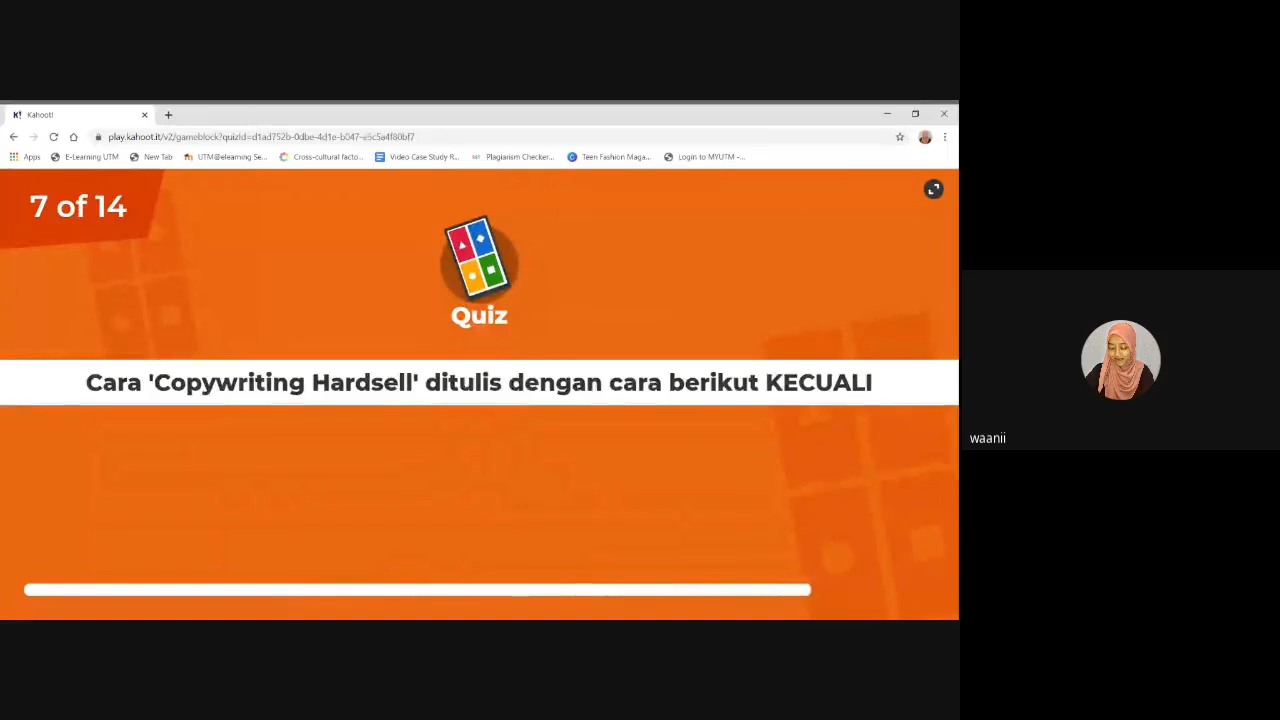 K! Kahoot!
play.kahoot.it/v2/gameblock?quizId=d1ad752b-0dbe-4d1e-b047-a5c5a4f80bf7
Apps E-Learning UTM New Tab UTM@elearning Se... Cross-cultural facto... Video Case Study R... Plagiarism Checker... Teen Fashion Maga... Login to MYUTM -...
7 of 14
Quiz
Cara 'Copywriting Hardsell' ditulis dengan cara berikut KECUALI
waanii